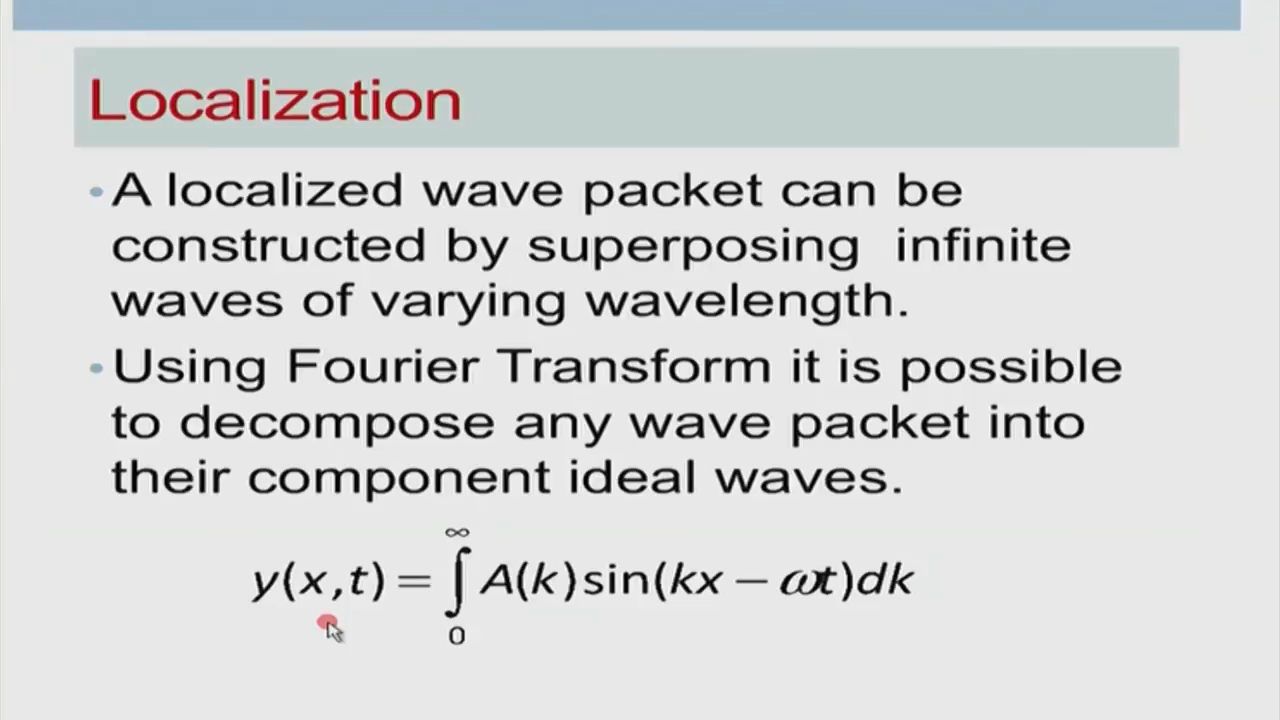 Localization
• A localized wave packet can be
constructed by superposing infinite
waves of varying wavelength.
• Using Fourier Transform it is possible
to decompose any wave packet into
their component ideal waves.
y(x,t) = ∫₀^∞ A(k)sin(kx − ωt)dk